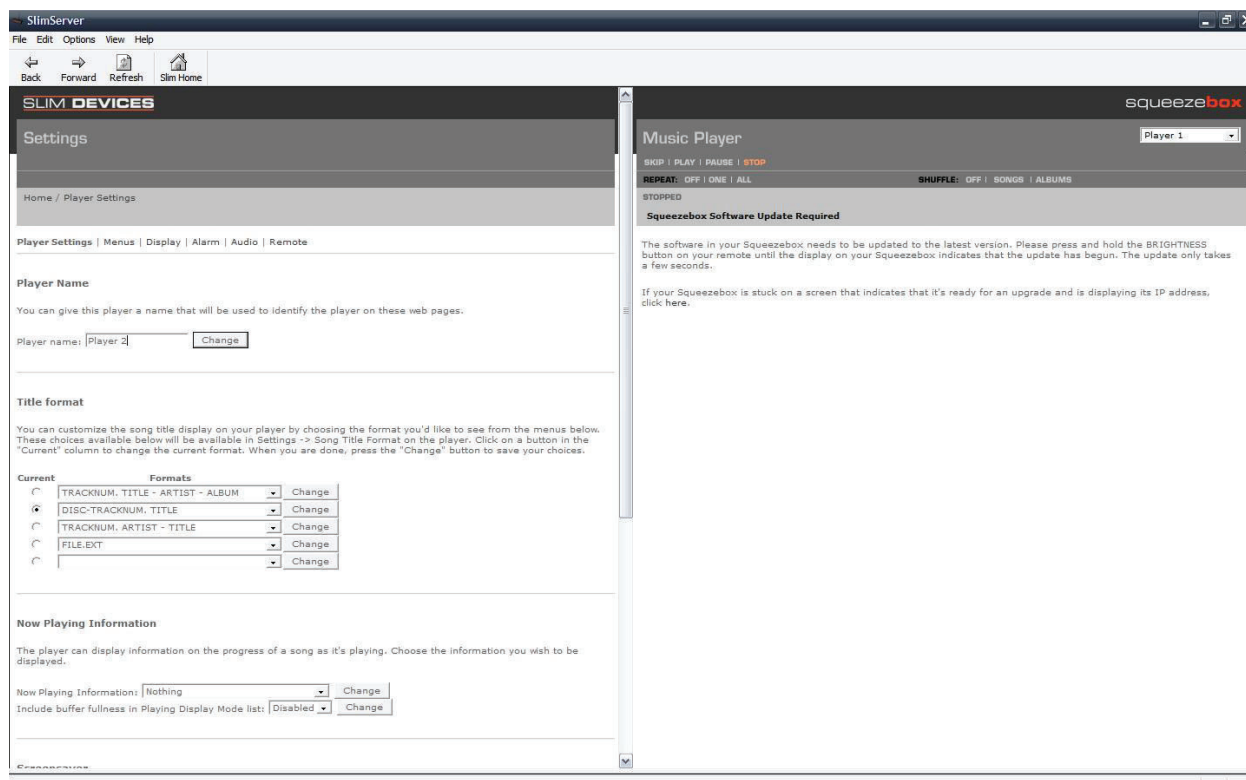 SlimServer
File Edit Options View Help
Back Forward Refresh Slim Home
SLIM DEVICES
Settings
Home / Player Settings
Player Settings | Menus | Display | Alarm | Audio | Remote
Player Name
You can give this player a name that will be used to identify the player on these web pages.
Player name: Player 2 Change
Title format
You can customize the song title display on your player by choosing the format you'd like to see from the menus below.
These choices available below will be available in Settings -> Song Title Format on the player. Click on a button in the
"Current" column to change the current format. When you are done, press the "Change" button to save your choices.
Current Formats
TRACKNUM. TITLE - ARTIST - ALBUM Change
DISC-TRACKNUM. TITLE Change
TRACKNUM. ARTIST - TITLE Change
FILE.EXT Change
Change
Now Playing Information
The player can display information on the progress of a song as it's playing. Choose the information you wish to be
displayed.
Now Playing Information: Nothing Change
Include buffer fullness in Playing Display Mode list: Disabled Change
squeezebox
Music Player Player 1
SKIP | PLAY | PAUSE | STOP
REPEAT: OFF | ONE | ALL SHUFFLE: OFF | SONGS | ALBUMS
STOPPED
Squeezebox Software Update Required
The software in your Squeezebox needs to be updated to the latest version. Please press and hold the BRIGHTNESS
button on your remote until the display on your Squeezebox indicates that the update has begun. The update only takes
a few seconds.
If your Squeezebox is stuck on a screen that indicates that it's ready for an upgrade and is displaying its IP address,
click here.